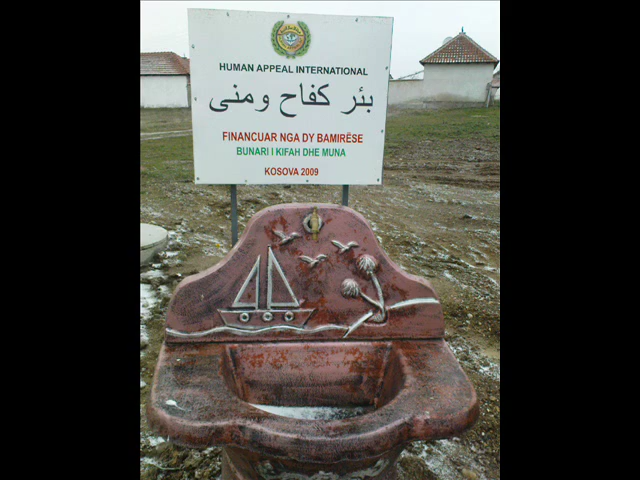 HUMAN APPEAL INTERNATIONAL
بئر كفاح ومنى
FINANCUAR NGA DY BAMIRËSE
BUNARI I KIFAH DHE MUNA
KOSOVA 2009